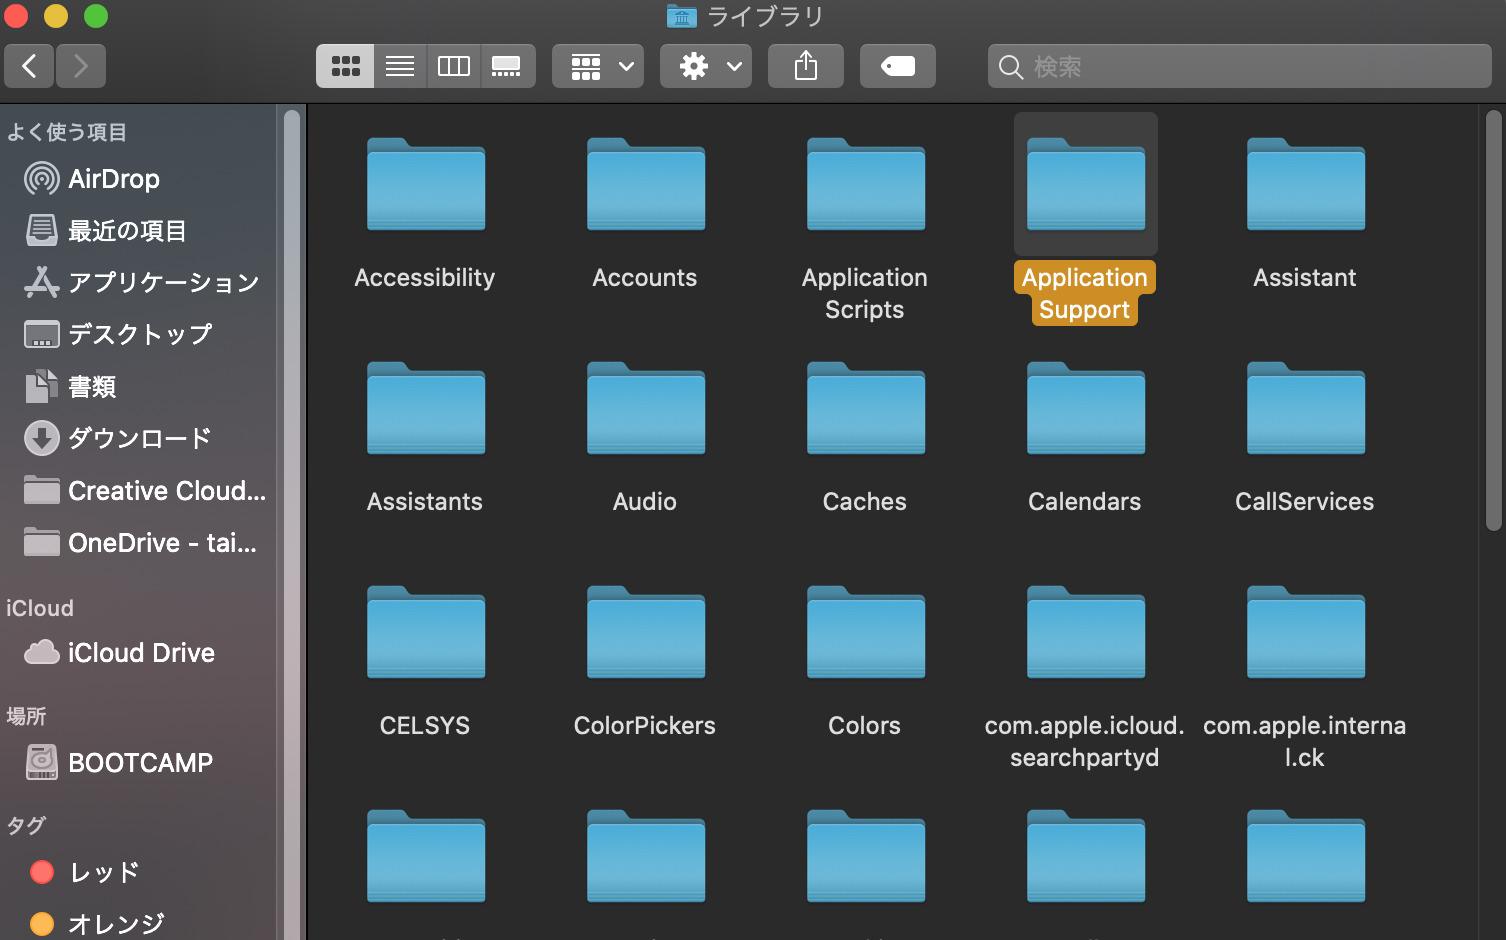 ライブラリ
検索
よく使う項目
AirDrop
最近の項目
アプリケーション
デスクトップ
書類
ダウンロード
Creative Cloud...
OneDrive - tai...
iCloud
iCloud Drive
場所
BOOTCAMP
タグ
レッド
オレンジ
Accessibility
Accounts
Application
Scripts
Application
Support
Assistant
Assistants
Audio
Caches
Calendars
CallServices
CELSYS
ColorPickers
Colors
com.apple.icloud.
searchpartyd
com.apple.interna
l.ck